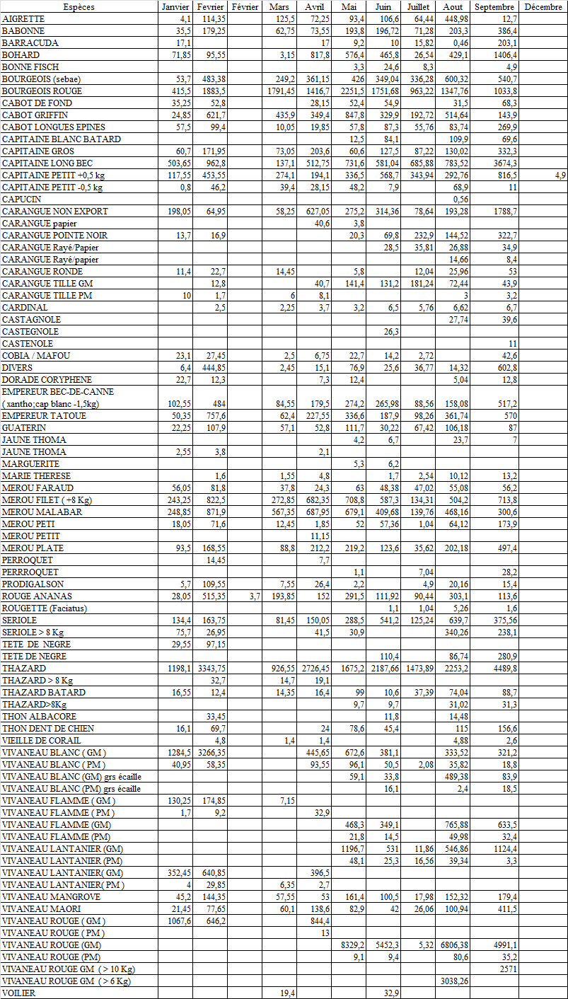 Espèces Janvier Fevrier Février Mars Avril Mai Juin Juillet Aout Septembre Décembre
AIGRETTE 4,1 114,35 125,5 72,25 93,4 106,6 64,44 448,98 12,7
BABONNE 35,5 179,25 62,75 73,55 193,8 196,72 71,28 203,3 386,4
BARRACUDA 17,1 17 9,2 10 15,82 0,46 203,1
BOHARD 71,85 95,55 3,15 817,8 576,4 465,8 26,54 429,1 1406,4
BONNE FISCH 3,3 24,6 8,3 4,9
BOURGEOIS (sebae) 53,7 483,38 249,2 361,15 426 349,04 336,28 600,32 540,7
BOURGEOIS ROUGE 415,5 1883,5 1791,45 1416,7 2251,5 1751,68 963,22 1347,76 1033,8
CABOT DE FOND 35,25 52,8 28,15 52,4 54,9 31,5 68,3
CABOT GRIFFIN 24,85 621,7 435,9 349,4 847,8 329,9 192,72 514,64 143,9
CABOT LONGUES EPINES 57,5 99,4 10,05 19,85 57,8 87,3 55,76 83,74 269,9
CAPITAINE BLANC BATARD 12,5 84,1 109,9 69,6
CAPITAINE GROS 60,7 171,95 73,05 203,6 60,6 127,5 87,22 130,02 332,3
CAPITAINE LONG BEC 503,65 962,8 137,1 512,75 731,6 581,04 685,88 783,52 3674,3
CAPITAINE PETIT +0,5 kg 117,55 453,55 274,1 194,1 336,5 568,7 343,94 292,76 816,5 4,9
CAPITAINE PETIT -0,5 kg 0,8 46,2 39,4 28,15 48,2 7,9 68,9 11
CAPUCIN 0,56
CARANGUE NON EXPORT 198,05 64,95 58,25 627,05 275,2 314,36 78,64 193,28 1788,7
CARANGUE papier 40,6 3,8
CARANGUE POINTE NOIR 13,7 16,9 20,3 69,8 232,9 144,52 322,7
CARANGUE Rayé/Papier 28,5 35,81 26,88 34,9
CARANGUE Rayé/papier 14,66 8,4
CARANGUE RONDE 11,4 22,7 14,45 5,8 12,04 25,96 53
CARANGUE TILLE GM 12,8 40,7 141,4 131,2 181,24 72,44 43,9
CARANGUE TILLE PM 10 1,7 6 8,1 3 3,2
CARDINAL 2,5 2,25 3,7 3,2 6,5 5,76 6,62 6,7
CASTAGNOLE 27,74 39,6
CASTEGNOLE 26,3
CASTENOLE 11
COBIA / MAFOU 23,1 27,45 2,5 6,75 22,7 14,2 2,72 42,6
DIVERS 6,4 444,85 2,45 15,1 76,9 25,6 36,77 14,32 602,8
DORADE CORYPHENE 22,7 12,3 7,3 12,4 5,04 12,8
EMPEREUR BEC-DE-CANNE
( xantho;cap blanc -1,5kg) 102,55 484 84,55 179,5 274,2 265,98 88,56 158,08 517,2
EMPEREUR TATOUE 50,35 757,6 62,4 227,55 336,6 187,9 98,26 361,74 570
GUATERIN 22,25 107,9 57,1 52,8 111,7 30,22 67,42 106,18 87
JAUNE THOMA 4,2 6,7 23,7 7
JAUNE THOMA 2,55 3,8 2,1
MARGUERITE 5,3 6,2
MARIE THERESE 1,6 1,55 4,8 1,7 2,54 10,12 13,2
MEROU FARAUD 56,05 81,8 37,8 24,3 63 48,38 47,02 55,08 56,2
MEROU FILET ( +8 Kg) 243,25 822,5 272,85 682,35 708,8 587,3 134,31 504,2 713,8
MEROU MALABAR 248,85 871,9 567,35 687,95 679,1 409,68 139,76 468,16 300,6
MEROU PETI 18,05 71,6 12,45 1,85 52 57,36 1,04 64,12 173,9
MEROU PETIT 11,15
MEROU PLATE 93,5 168,55 88,8 212,2 219,2 123,6 35,62 202,18 497,4
PERROQUET 14,45 7,7
PERRROQUET 1,1 7,04 28,2
PRODIGALSON 5,7 109,55 7,55 26,4 2,2 4,9 20,16 15,4
ROUGE ANANAS 28,05 515,35 3,7 193,85 152 291,5 111,92 90,44 303,1 113,6
ROUGETTE (Faciatus) 1,1 1,04 5,26 1,6
SERIOLE 134,4 163,75 81,45 150,05 288,5 541,2 125,24 639,7 375,56
SERIOLE > 8 Kg 75,7 26,95 41,5 30,9 340,26 238,1
TETE DE NEGRE 29,55 97,15
TETE DE NEGRE 110,4 86,74 280,9
THAZARD 1198,1 3343,75 926,55 2726,45 1675,2 2187,66 1473,89 2253,2 4489,8
THAZARD > 8 Kg 32,7 14,7 19,1
THAZARD BATARD 16,55 12,4 14,35 16,4 99 10,6 37,39 74,04 88,7
THAZARD>8Kg 9,7 9,7 31,02 31,3
THON ALBACORE 33,45 11,8 14,48
THON DENT DE CHIEN 16,1 69,7 24 78,6 45,4 115 156,6
VIEILLE DE CORAIL 4,8 1,4 1,4 4,88 2,6
VIVANEAU BLANC ( GM ) 1284,5 3266,35 445,65 672,6 381,1 333,52 321,2
VIVANEAU BLANC ( PM ) 40,95 58,35 93,55 96,1 50,5 2,08 35,82 18,8
VIVANEAU BLANC (GM) grs écaille 59,1 33,8 489,38 83,9
VIVANEAU BLANC (PM) grs écaille 16,1 2,4 18,5
VIVANEAU FLAMME ( GM ) 130,25 174,85 7,15
VIVANEAU FLAMME ( PM ) 1,7 9,2 32,9
VIVANEAU FLAMME (GM) 468,3 349,1 765,88 633,5
VIVANEAU FLAMME (PM) 21,8 14,5 49,98 32,4
VIVANEAU LANTANIER (GM) 1196,7 531 11,86 546,86 1124,4
VIVANEAU LANTANIER (PM) 48,1 25,3 16,56 39,34 3,3
VIVANEAU LANTANIER( GM) 352,45 640,85 396,5
VIVANEAU LANTANIER( PM ) 4 29,85 6,35 2,7
VIVANEAU MANGROVE 45,2 144,35 57,55 53 161,4 100,5 17,98 152,32 179,4
VIVANEAU MAORI 21,45 77,65 60,1 138,6 82,9 42 26,06 100,94 411,5
VIVANEAU ROUGE ( GM ) 1067,6 646,2 844,4
VIVANEAU ROUGE ( PM ) 13
VIVANEAU ROUGE (GM) 8329,2 5452,3 5,32 6806,38 4991,1
VIVANEAU ROUGE (PM) 9,1 9,4 80,6 35,2
VIVANEAU ROUGE GM ( > 10 Kg) 2571
VIVANEAU ROUGE GM ( > 6 Kg) 3038,26
VOILIER 19,4 32,9